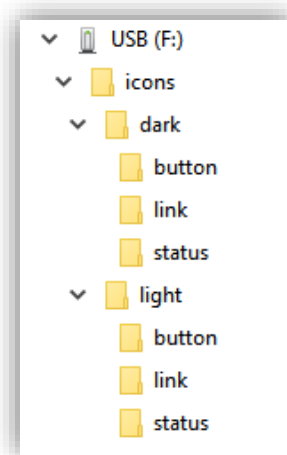 USB (F:)
icons
dark
button
link
status
light
button
link
status